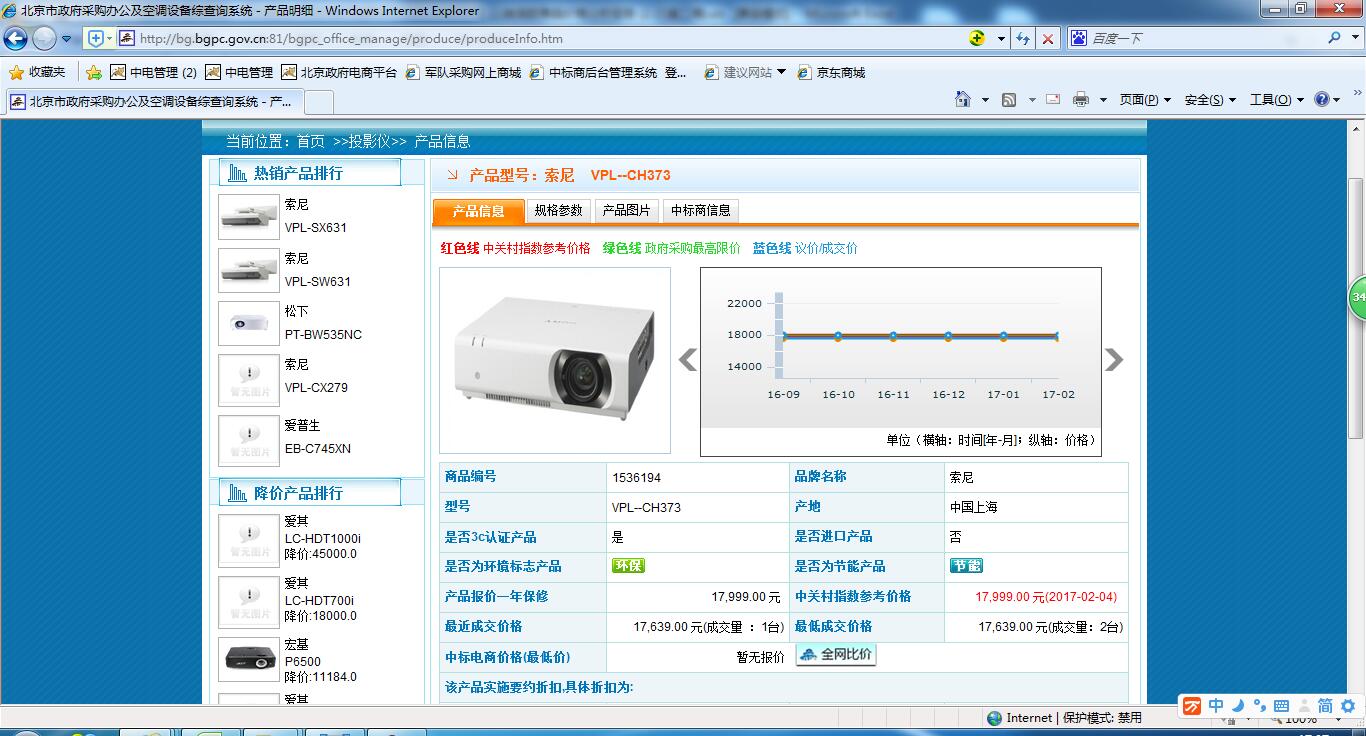 北京市政府采购办公及空调设备综查询系统 - 产品明细 - Windows Internet Explorer
http://bg.bgpc.gov.cn:81/bgpc_office_manage/produce/produceInfo.htm
百度一下
收藏夹 中电管理 (2) 中电管理 北京政府电商平台 军队采购网上商城 中标商后台管理系统 登... 建议网站 京东商城
北京市政府采购办公及空调设备综查询系统 - 产...
页面(P) 安全(S) 工具(O)
当前位置：首页 >>投影仪>> 产品信息
热销产品排行
索尼
VPL-SX631
索尼
VPL-SW631
松下
PT-BW535NC
暂无图片
索尼
VPL-CX279
暂无图片
爱普生
EB-C745XN
降价产品排行
暂无图片
爱其
LC-HDT1000i
降价:45000.0
暂无图片
爱其
LC-HDT700i
降价:18000.0
宏基
P6500
降价:11184.0
爱其
产品型号：索尼 VPL--CH373
产品信息 规格参数 产品图片 中标商信息
红色线 中关村指数参考价格 绿色线 政府采购最高限价 蓝色线 议价/成交价
SONY
22000
18000
14000
16-09 16-10 16-11 16-12 17-01 17-02
单位（横轴：时间[年-月]；纵轴：价格）
商品编号 1536194 品牌名称 索尼
型号 VPL--CH373 产地 中国上海
是否3c认证产品 是 是否进口产品 否
是否为环境标志产品 环保 是否为节能产品 节能
产品报价一年保修 17,999.00 元 中关村指数参考价格 17,999.00 元(2017-02-04)
最近成交价格 17,639.00 元(成交量 ：1台) 最低成交价格 17,639.00 元(成交量：2台)
中标电商价格(最低价) 暂无报价 全网比价
该产品实施要约折扣,具体折扣为:
34
中 简
Internet | 保护模式: 禁用
100%